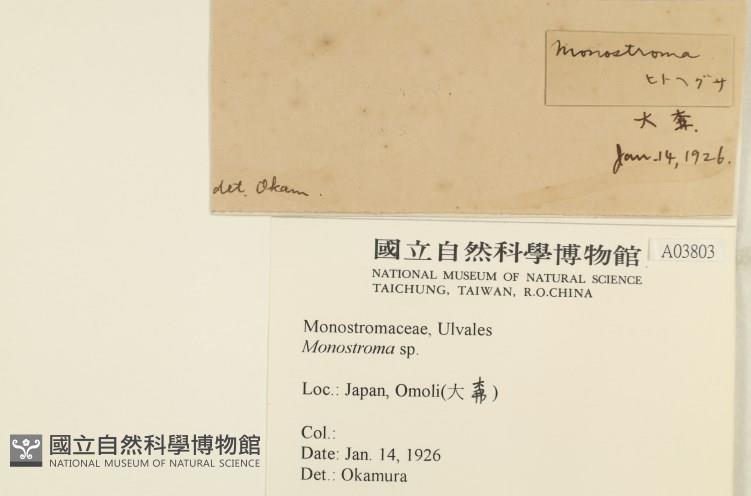 Monostroma
ヒトヘグサ
大森.
Jan. 14, 1926.
det. Okam.
國立自然科學博物館
A03803
NATIONAL MUSEUM OF NATURAL SCIENCE
TAICHUNG, TAIWAN, R.O.CHINA
Monostromaceae, Ulvales
Monostroma sp.
Loc.: Japan, Omoli(大
Col.:
Date: Jan. 14, 1926
Det.: Okamura
國立自然科學博物館
NATIONAL MUSEUM OF NATURAL SCIENCE